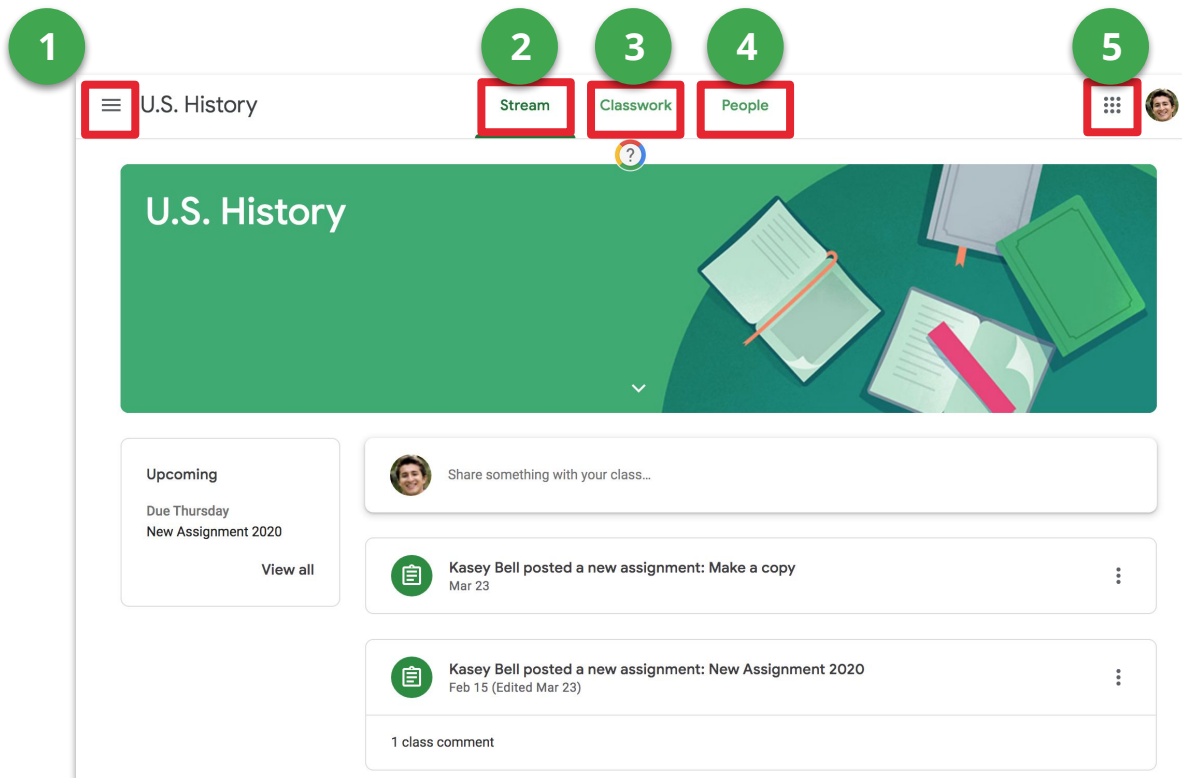 1
2
3
4
5
U.S. History
Stream
Classwork
People
?
U.S. History
Upcoming
Due Thursday
New Assignment 2020
View all
Share something with your class...
Kasey Bell posted a new assignment: Make a copy
Mar 23
Kasey Bell posted a new assignment: New Assignment 2020
Feb 15 (Edited Mar 23)
1 class comment